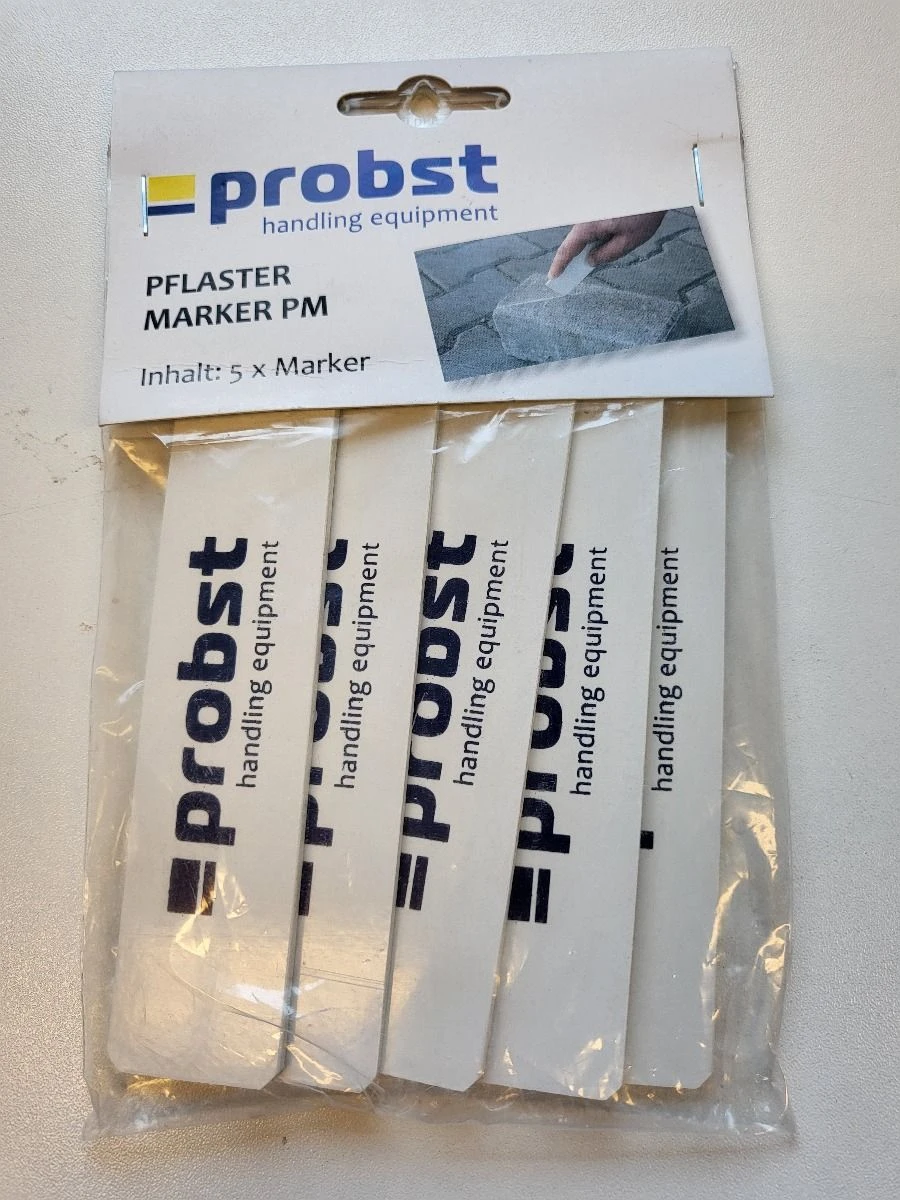 probst
handling equipment
PFLASTER
MARKER PM
Inhalt: 5 x Marker
probst
handling equipment
probst
handling equipment
probst
handling equipment
probst
handling equipment
handling equipment